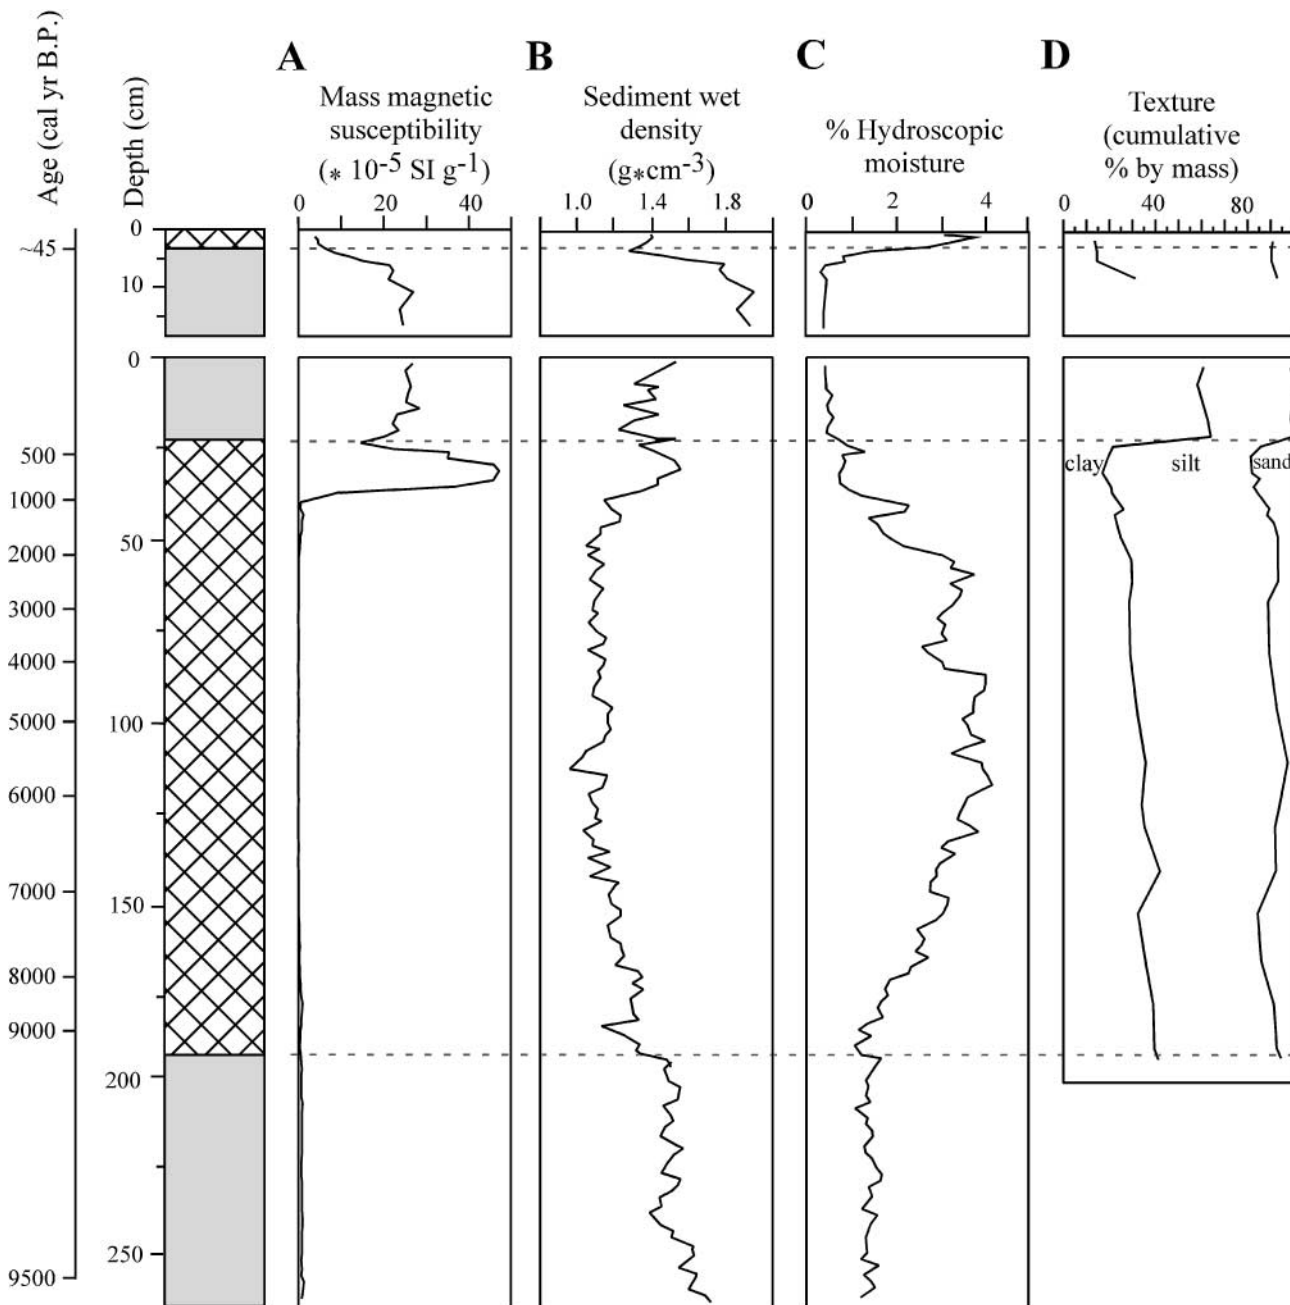 Age (cal yr B.P.)
Depth (cm)
A
Mass magnetic
susceptibility
(* 10-5 SI g-1)
0 20 40
B
Sediment wet
density
(g*cm-3)
1.0 1.4 1.8
C
% Hydroscopic
moisture
0 2 4
D
Texture
(cumulative
% by mass)
0 40 80
~45
0
10
0
500
1000
50
2000
3000
4000
5000
100
6000
7000
150
8000
9000
200
250
9500
clay silt sand